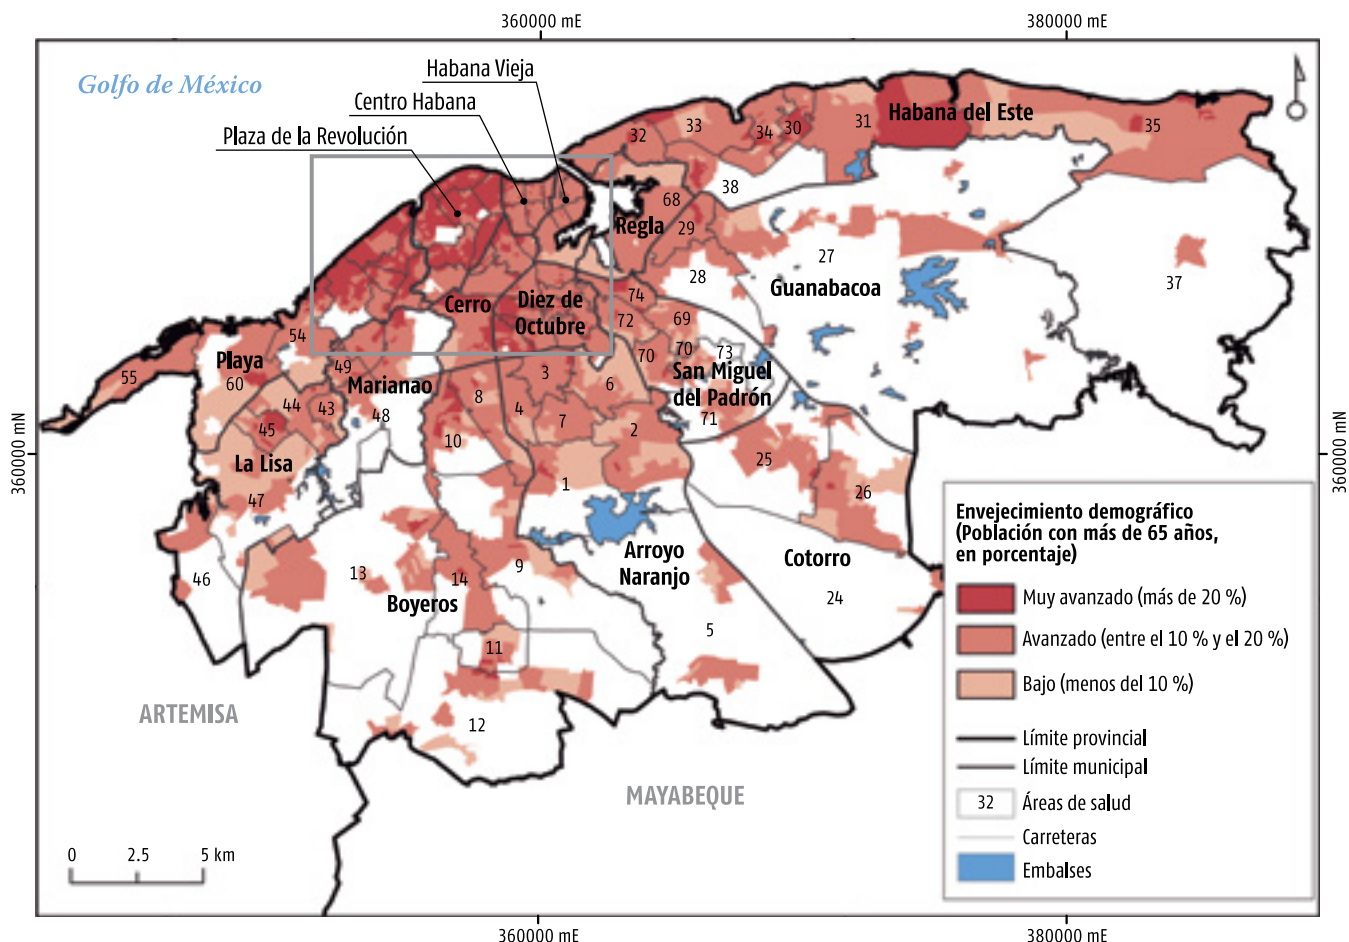 360000 mE
380000 mE
Golfo de México
Habana Vieja
Centro Habana
Plaza de la Revolución
Habana del Este
32
33
34
30
31
35
38
68
Regla
29
28
27
Guanabacoa
37
Cerro
Diez de
Octubre
74
72
69
70
70
73
San Miguel
del Padrón
71
54
Playa
55
60
49
Marianao
44
43
45
48
La Lisa
47
46
3
8
4
6
7
2
10
1
25
26
360000 mN
360000 mN
13
14
9
Boyeros
Arroyo
Naranjo
Cotorro
24
5
11
12
ARTEMISA
MAYABEQUE
Envejecimiento demográfico
(Población con más de 65 años,
en porcentaje)
Muy avanzado (más de 20 %)
Avanzado (entre el 10 % y el 20 %)
Bajo (menos del 10 %)
Límite provincial
Límite municipal
32 Áreas de salud
Carreteras
Embalses
0 2.5 5 km
360000 mE
380000 mE